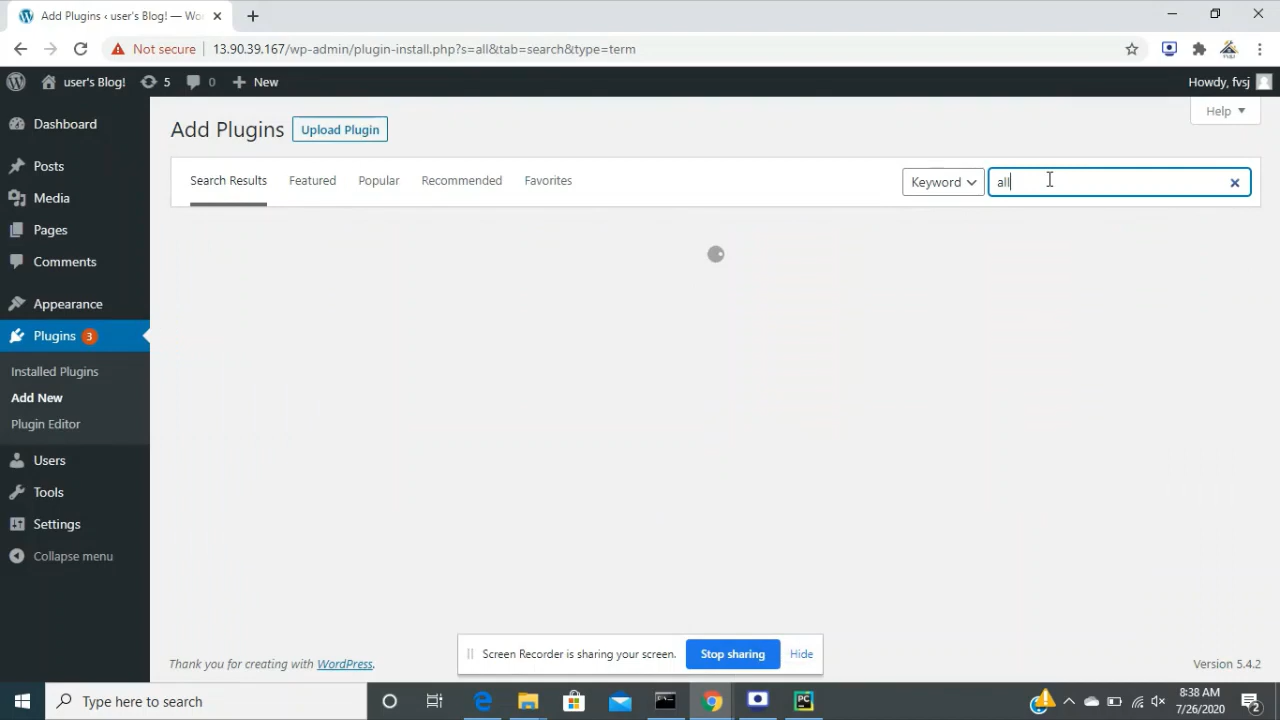 Add Plugins ‹ user's Blog! — Wo
Not secure
13.90.39.167/wp-admin/plugin-install.php?s=all&tab=search&type=term
user's Blog!
5
0
New
Howdy, fvsj
Dashboard
Posts
Media
Pages
Comments
Appearance
Plugins 3
Installed Plugins
Add New
Plugin Editor
Users
Tools
Settings
Collapse menu
Add Plugins
Upload Plugin
Help
Search Results
Featured
Popular
Recommended
Favorites
Keyword
all
Screen Recorder is sharing your screen.
Stop sharing
Hide
Thank you for creating with WordPress.
Version 5.4.2
Type here to search
PC
8:38 AM
7/26/2020
2